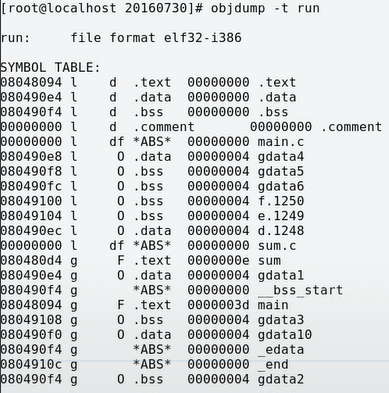 [root@localhost 20160730]# objdump -t run
run:     file format elf32-i386
SYMBOL TABLE:
08048094 l    d  .text  00000000 .text
080490e4 l    d  .data  00000000 .data
080490f4 l    d  .bss   00000000 .bss
00000000 l    d  .comment       00000000 .comment
00000000 l    df *ABS*  00000000 main.c
080490e8 l     O .data  00000004 gdata4
080490f8 l     O .bss   00000004 gdata5
080490fc l     O .bss   00000004 gdata6
08049100 l     O .bss   00000004 f.1250
08049104 l     O .bss   00000004 e.1249
080490ec l     O .data  00000004 d.1248
00000000 l    df *ABS*  00000000 sum.c
080480d4 g     F .text  0000000e sum
080490e4 g     O .data  00000004 gdata1
080490f4 g       *ABS*  00000000 __bss_start
08048094 g     F .text  0000003d main
08049108 g     O .bss   00000004 gdata3
080490f0 g     O .data  00000004 gdata10
080490f4 g       *ABS*  00000000 _edata
0804910c g       *ABS*  00000000 _end
080490f4 g     O .bss   00000004 gdata2